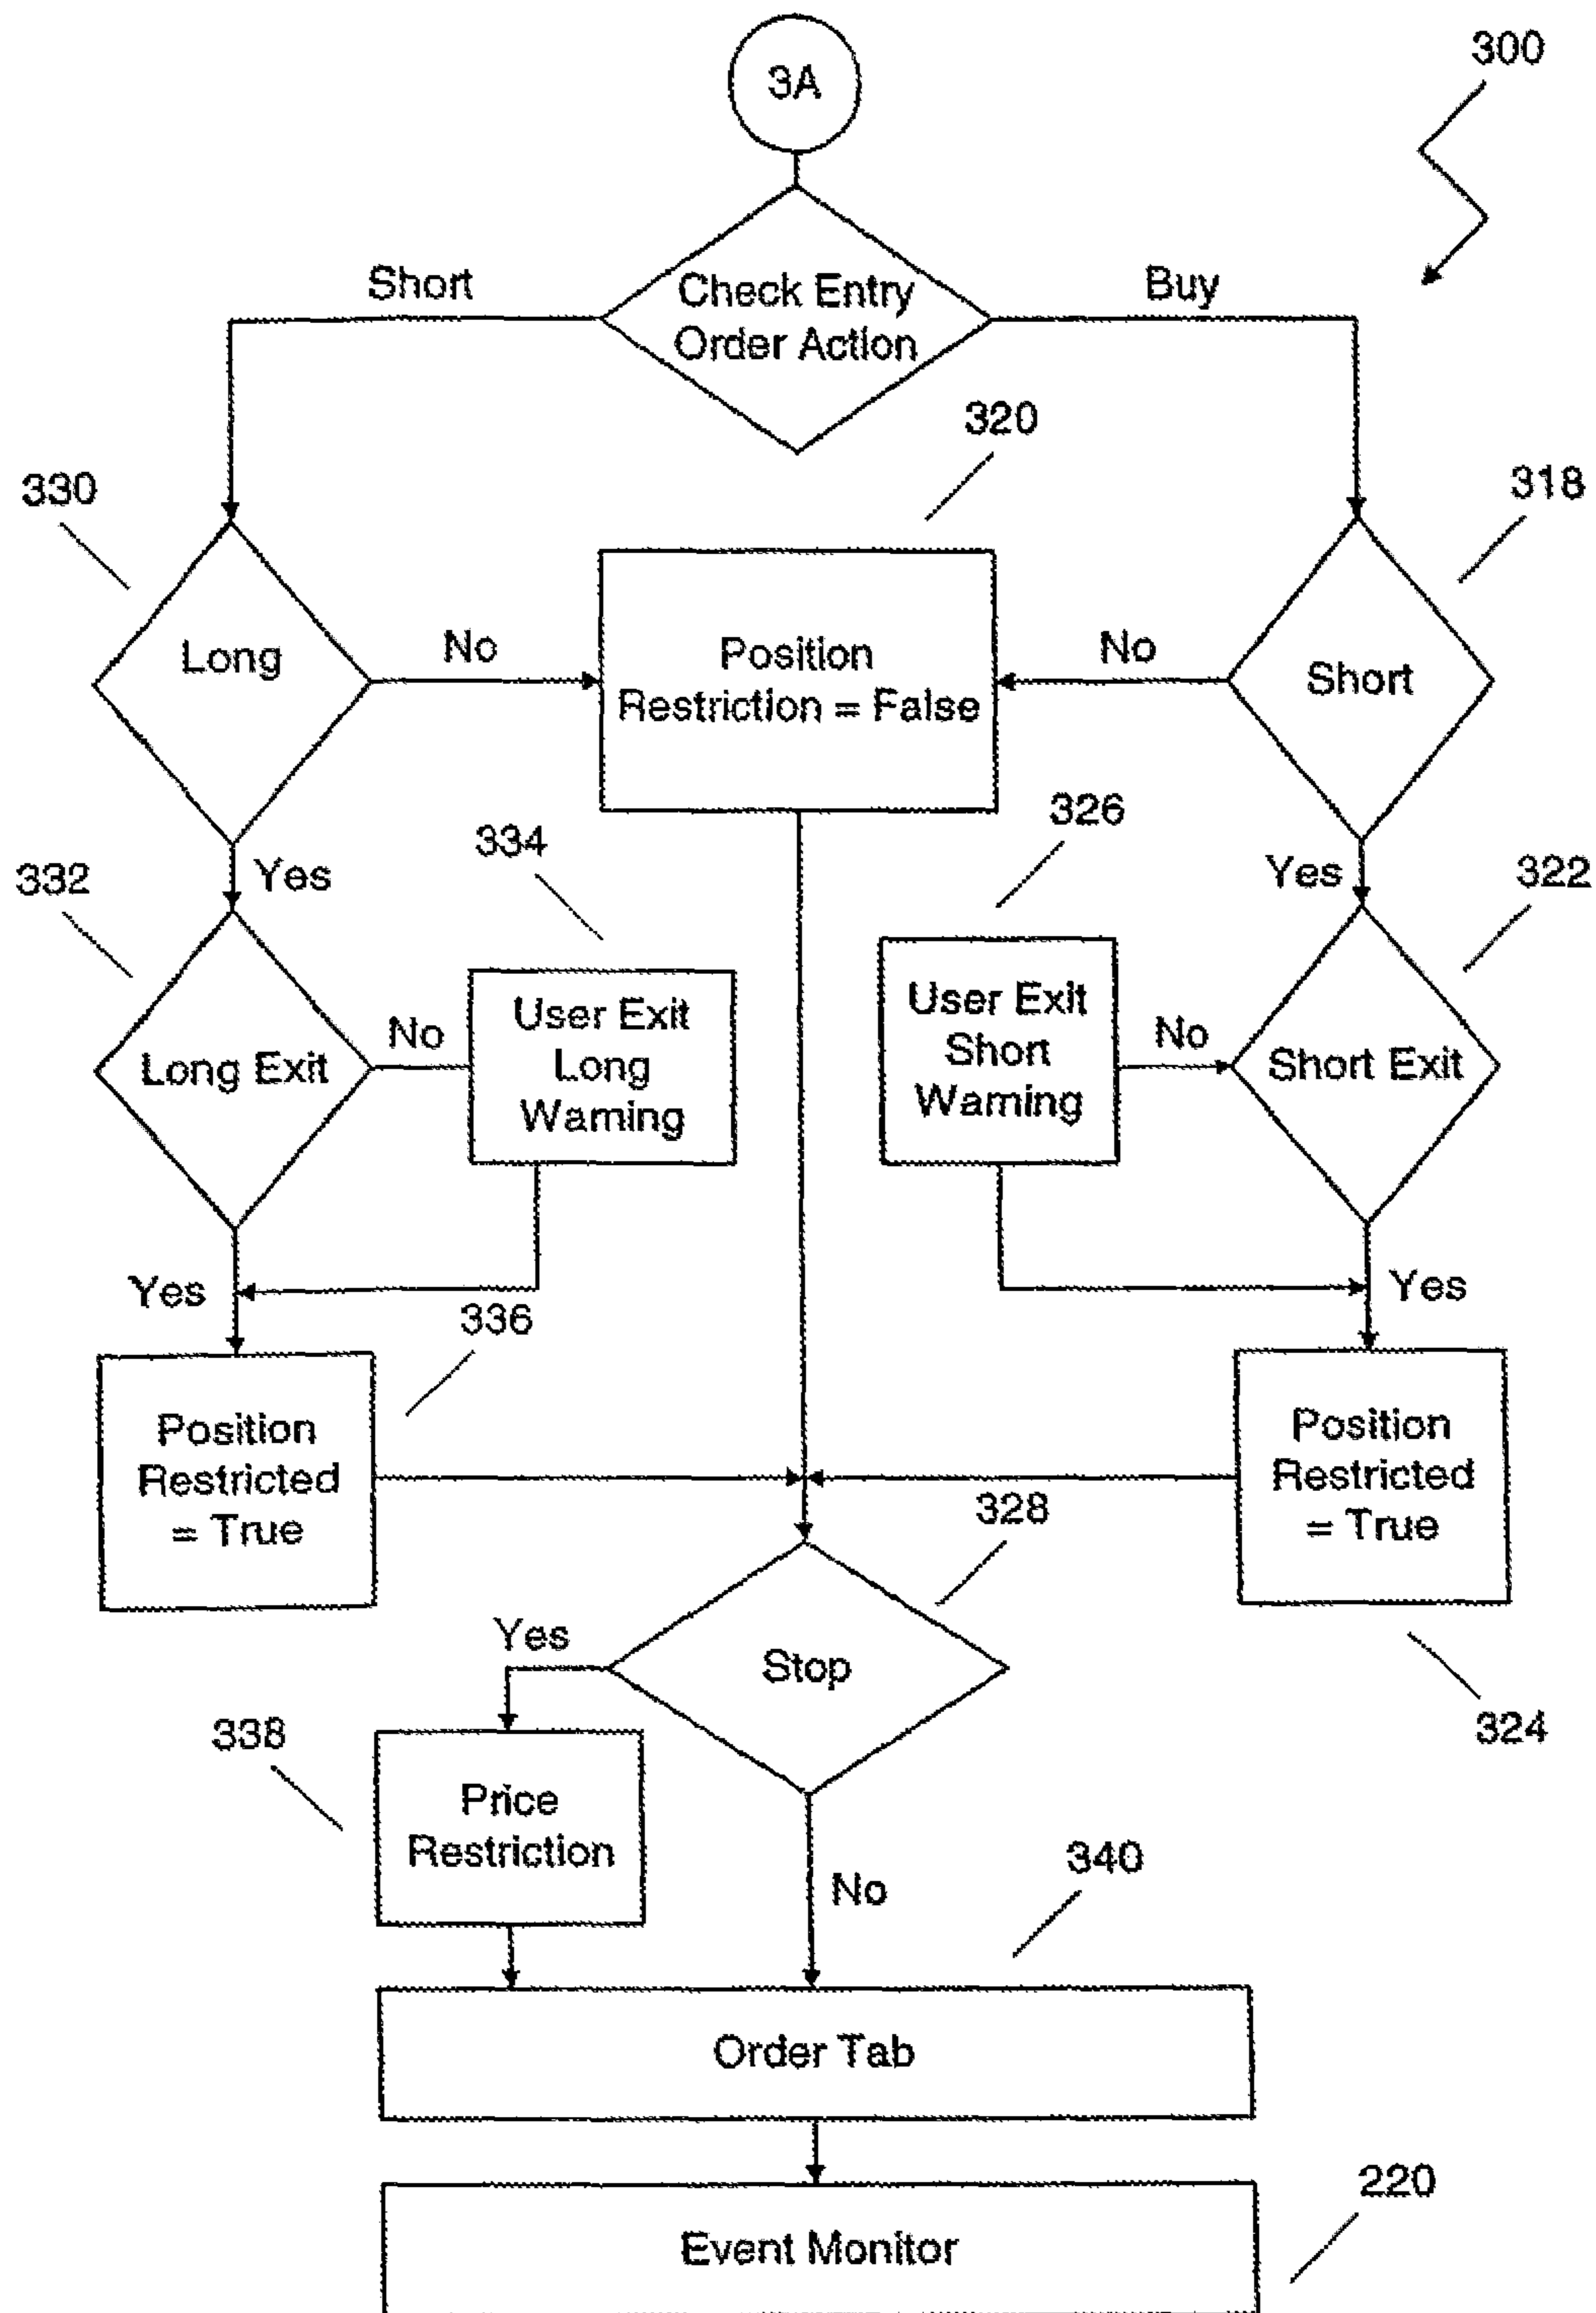 3A
300
Short
Check Entry
Order Action
Buy
320
330
318
Long
No
Position
Restriction = False
No
Short
326
334
332
Yes
Yes
322
User Exit
Long
Warning
No
User Exit
Short
Warning
No
Long Exit
Short Exit
Yes
Yes
336
Position
Restricted
= True
Position
Restricted
= True
328
Yes
Stop
324
338
Price
Restriction
340
No
Order Tab
220
Event Monitor